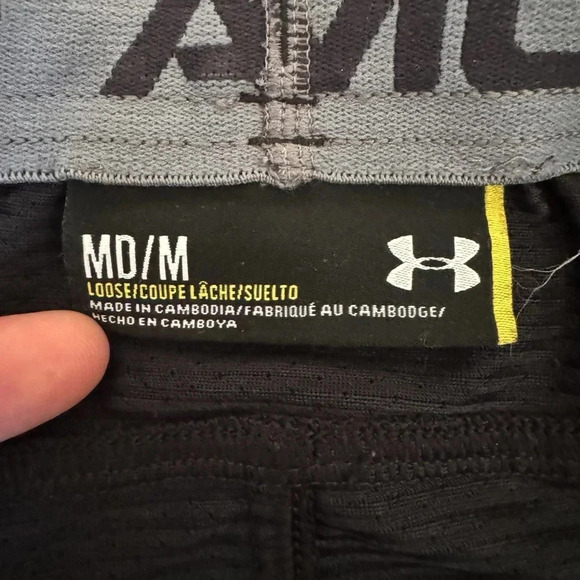 MD/M
LOOSE/COUPE LÂCHE/SUELTO
MADE IN CAMBODIA/FABRIQUÉ AU CAMBODGE/
HECHO EN CAMBOYA